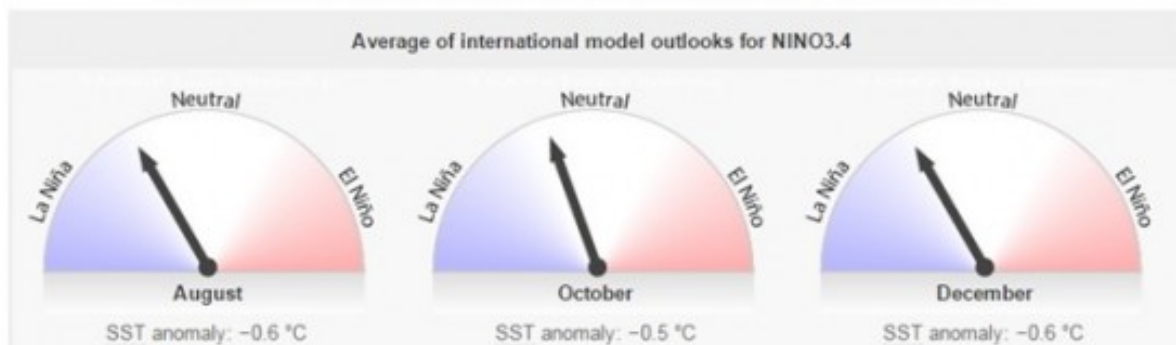 Average of international model outlooks for NINO3.4
Neutral
La Niña
El Niño
August
SST anomaly: −0.6 °C
Neutral
La Niña
El Niño
October
SST anomaly: −0.5 °C
Neutral
La Niña
El Niño
December
SST anomaly: −0.6 °C